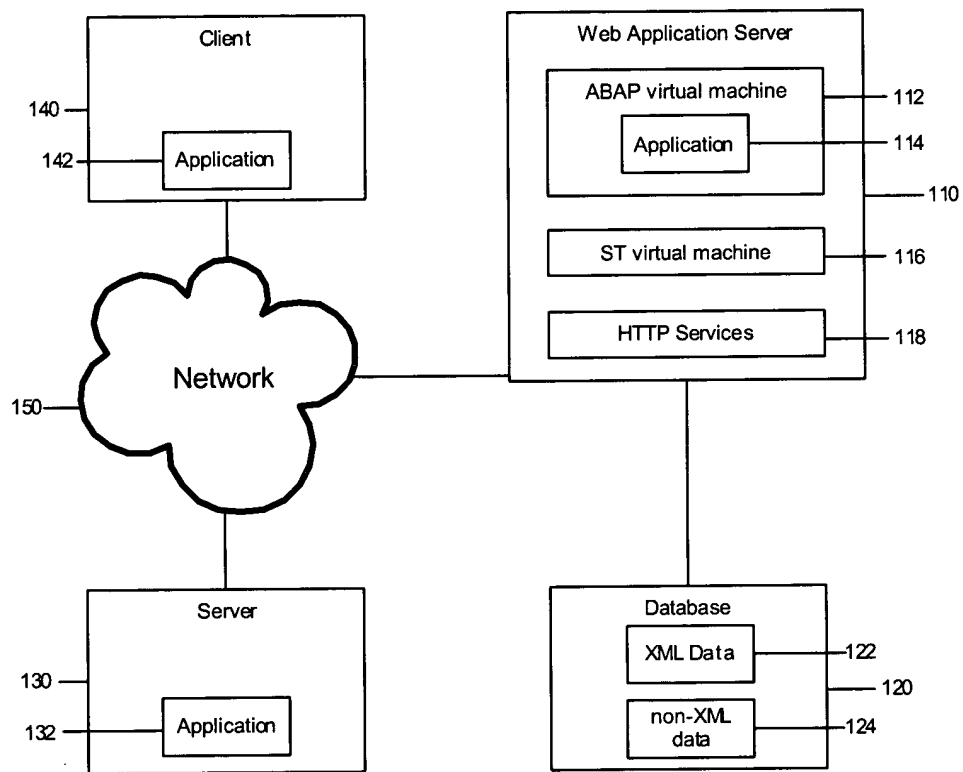 Client
140
142
Application
Web Application Server
ABAP virtual machine
112
Application
114
110
ST virtual machine
116
HTTP Services
118
Network
150
Server
130
132
Application
Database
XML Data
122
120
non-XML
data
124